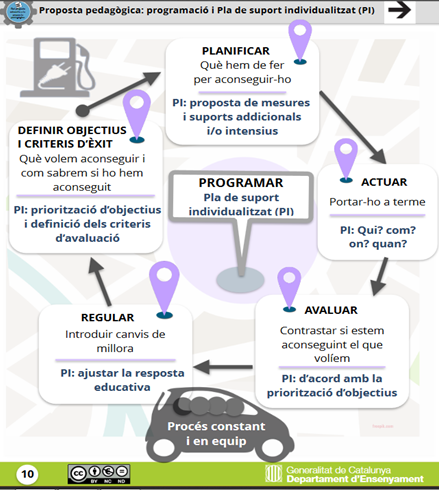 Proposta pedagògica: programació i Pla de suport individualitzat (PI)
PLANIFICAR
Què hem de fer
per aconseguir-ho
PI: proposta de mesures
i suports addicionals
i/o intensius
DEFINIR OBJECTIUS
I CRITERIS D'ÈXIT
Què volem aconseguir i
com sabrem si ho hem
aconseguit
PI: priorització d'objectius
i definició dels criteris
d'avaluació
PROGRAMAR
Pla de suport
individualitzat (PI)
ACTUAR
Portar-ho a terme
PI: Qui? com?
on? quan?
REGULAR
Introduir canvis de
millora
PI: ajustar la resposta
educativa
AVALUAR
Contrastar si estem
aconseguint el que
volíem
PI: d'acord amb la
priorització d'objectius
Procés constant
i en equip
10
CC
BY NC ND
Generalitat de Catalunya
Departament d'Ensenyament